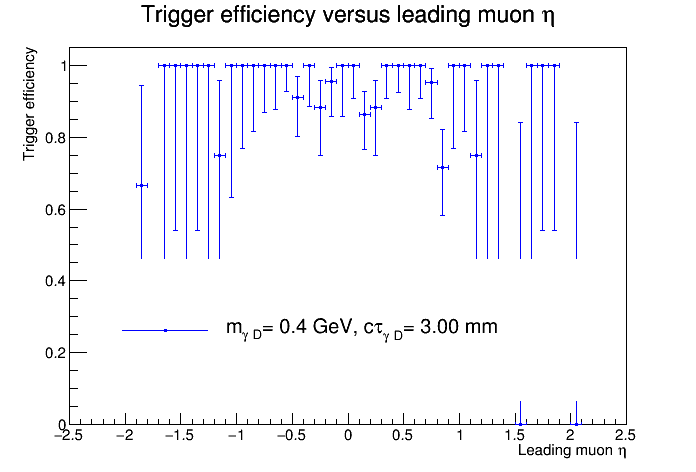 Trigger efficiency versus leading muon η
Trigger efficiency
1
0.8
0.6
0.4
0.2
0
m_γ D= 0.4 GeV, cτ_γ D= 3.00 mm
−2.5 −2 −1.5 −1 −0.5 0 0.5 1 1.5 2 2.5
Leading muon η